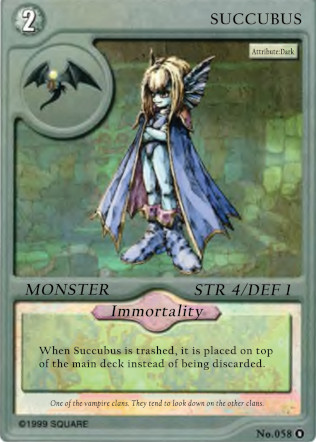 2
SUCCUBUS
Attribute:Dark
MONSTER
STR 4/DEF 1
Immortality
When Succubus is trashed, it is placed on top
of the main deck instead of being discarded.
One of the vampire clans. They tend to look down on the other clans.
©1999 SQUARE
No.058